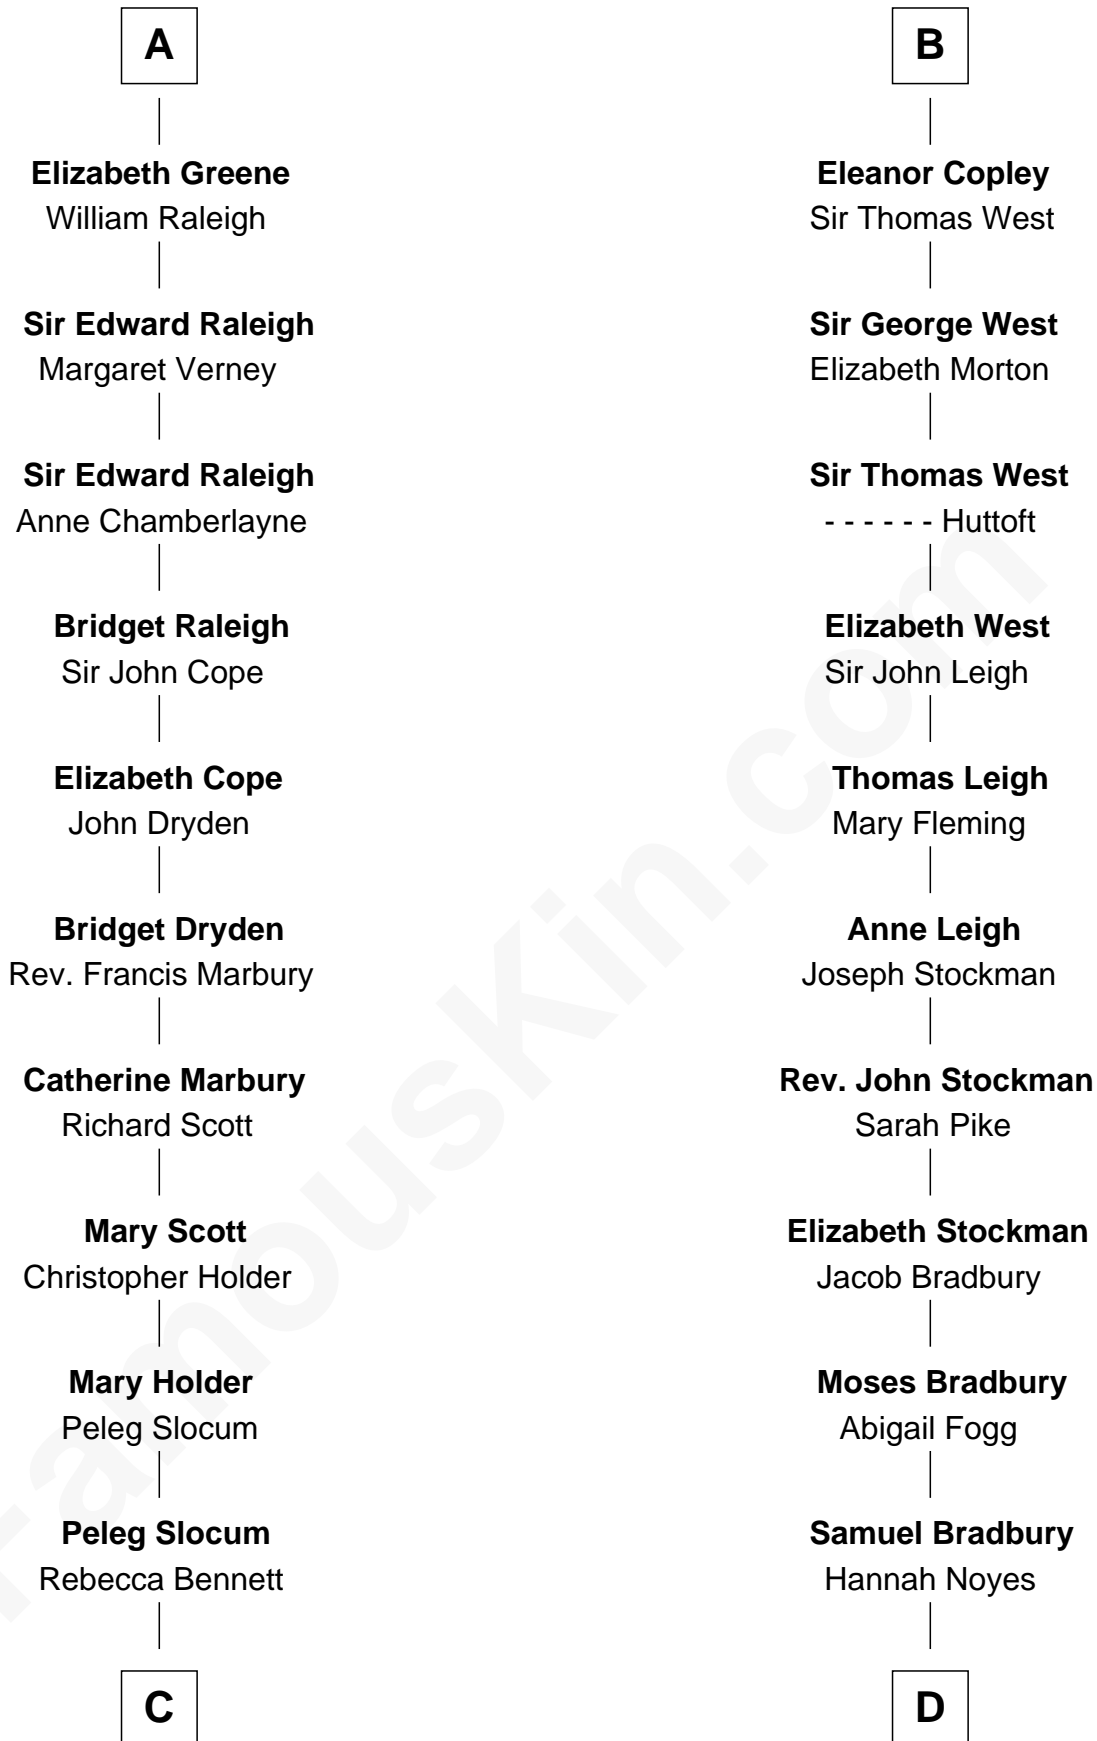 A
Elizabeth Greene
William Raleigh
Sir Edward Raleigh
Margaret Verney
Sir Edward Raleigh
Anne Chamberlayne
Bridget Raleigh
Sir John Cope
Elizabeth Cope
John Dryden
Bridget Dryden
Rev. Francis Marbury
Catherine Marbury
Richard Scott
Mary Scott
Christopher Holder
Mary Holder
Peleg Slocum
Peleg Slocum
Rebecca Bennett
C
B
Eleanor Copley
Sir Thomas West
Sir George West
Elizabeth Morton
Sir Thomas West
- - - - - - Huttoft
Elizabeth West
Sir John Leigh
Thomas Leigh
Mary Fleming
Anne Leigh
Joseph Stockman
Rev. John Stockman
Sarah Pike
Elizabeth Stockman
Jacob Bradbury
Moses Bradbury
Abigail Fogg
Samuel Bradbury
Hannah Noyes
D
FamousKin.com